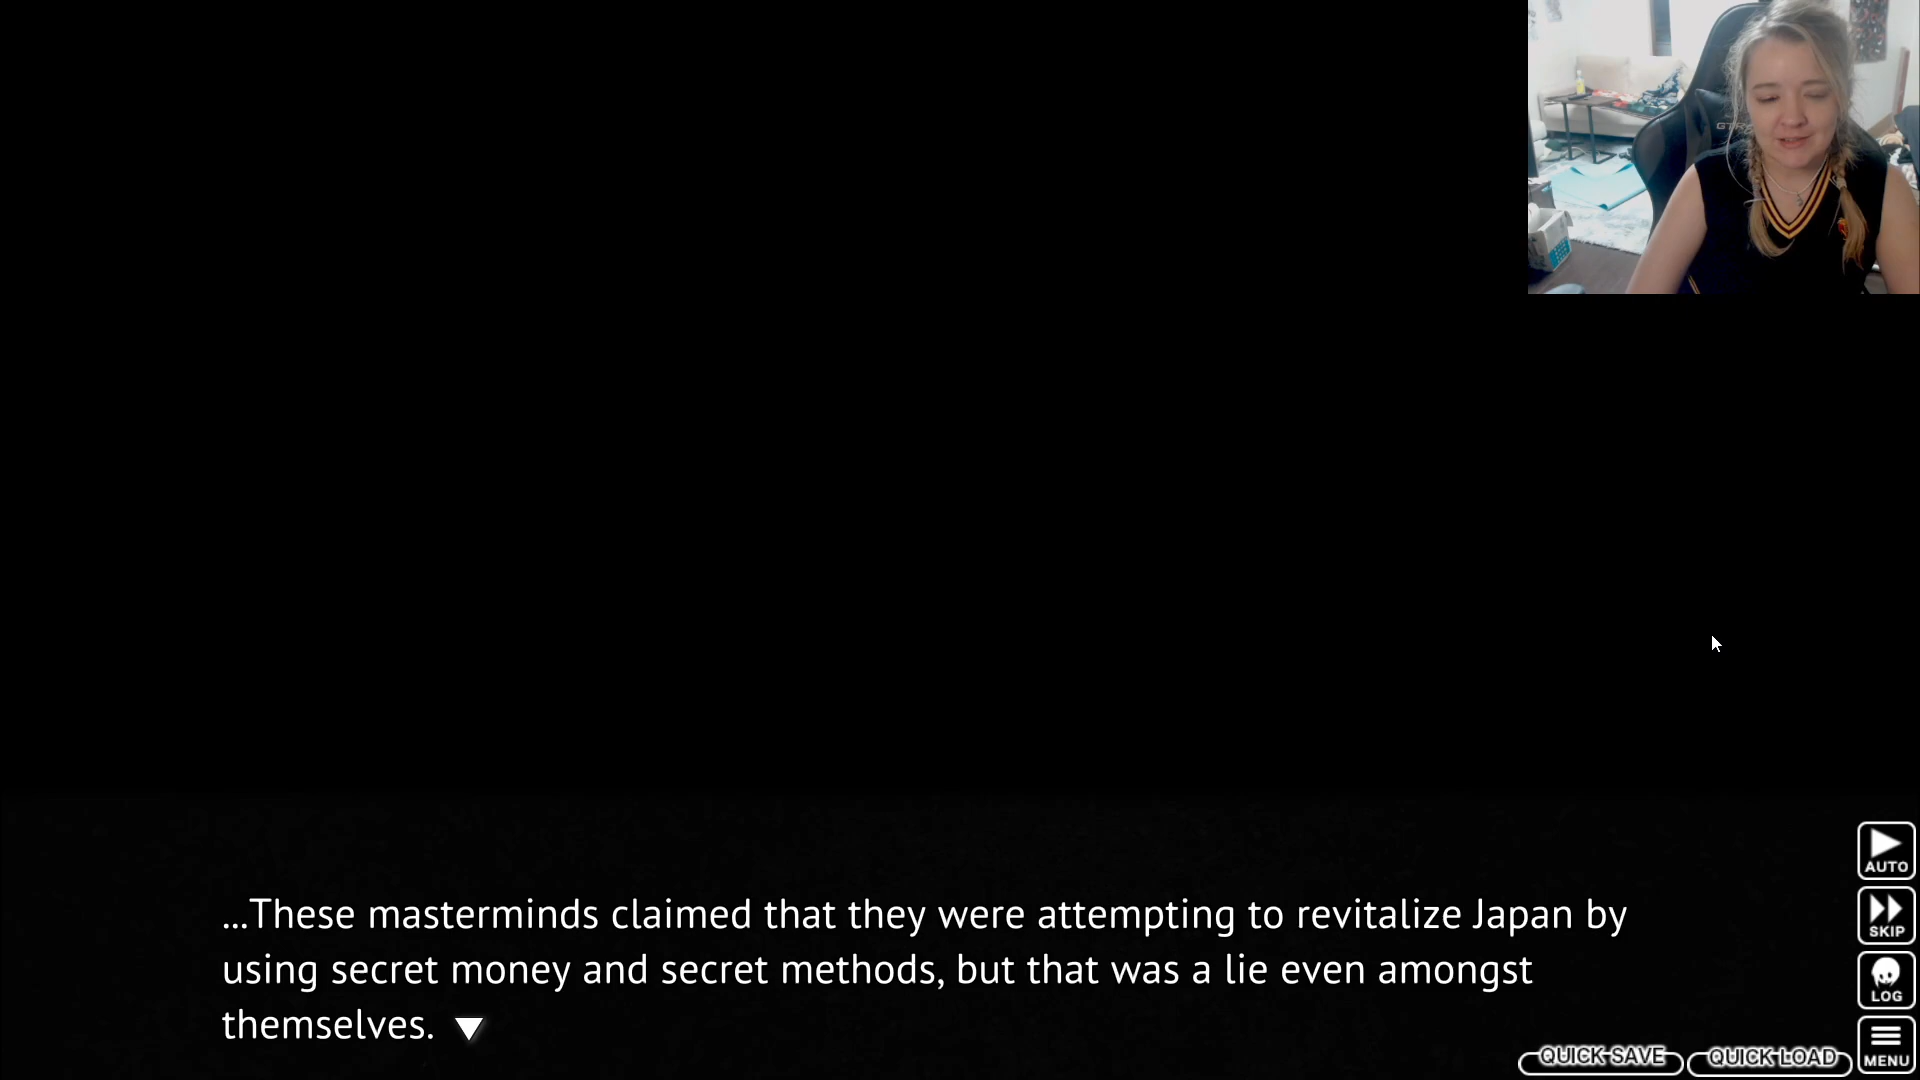 GTR
...These masterminds claimed that they were attempting to revitalize Japan by
using secret money and secret methods, but that was a lie even amongst
themselves.
AUTO
SKIP
LOG
MENU
QUICK SAVE
QUICK LOAD